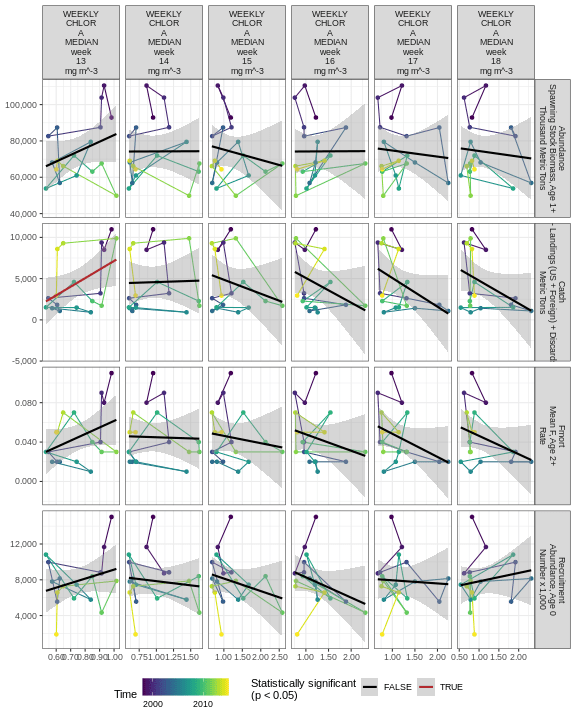 WEEKLY CHLOR A MEDIAN week 13 mg m^-3
WEEKLY CHLOR A MEDIAN week 14 mg m^-3
WEEKLY CHLOR A MEDIAN week 15 mg m^-3
WEEKLY CHLOR A MEDIAN week 16 mg m^-3
WEEKLY CHLOR A MEDIAN week 17 mg m^-3
WEEKLY CHLOR A MEDIAN week 18 mg m^-3
100,000
80,000
60,000
40,000
Abundance
Spawning Stock Biomass, Age 1+
Thousand Metric Tons
10,000
5,000
0
-5,000
Catch
- Landings (US + Foreign) + Discard
Metric Tons
0.080
0.040
0.000
Fmort
Mean F, Age 2+
Rate
12,000
8,000
4,000
Recruitment
Abundance, Age 0
Number x 1,000
0.60 0.70 0.80 0.90 1.00
0.75 1.00 1.25 1.50
0.50 1.00 1.50 2.00 2.50
1.00 2.00
1.00 2.00
0.50 1.00 1.50 2.00
Time
2000 2010
Statistically significant
(p < 0.05)
FALSE
TRUE